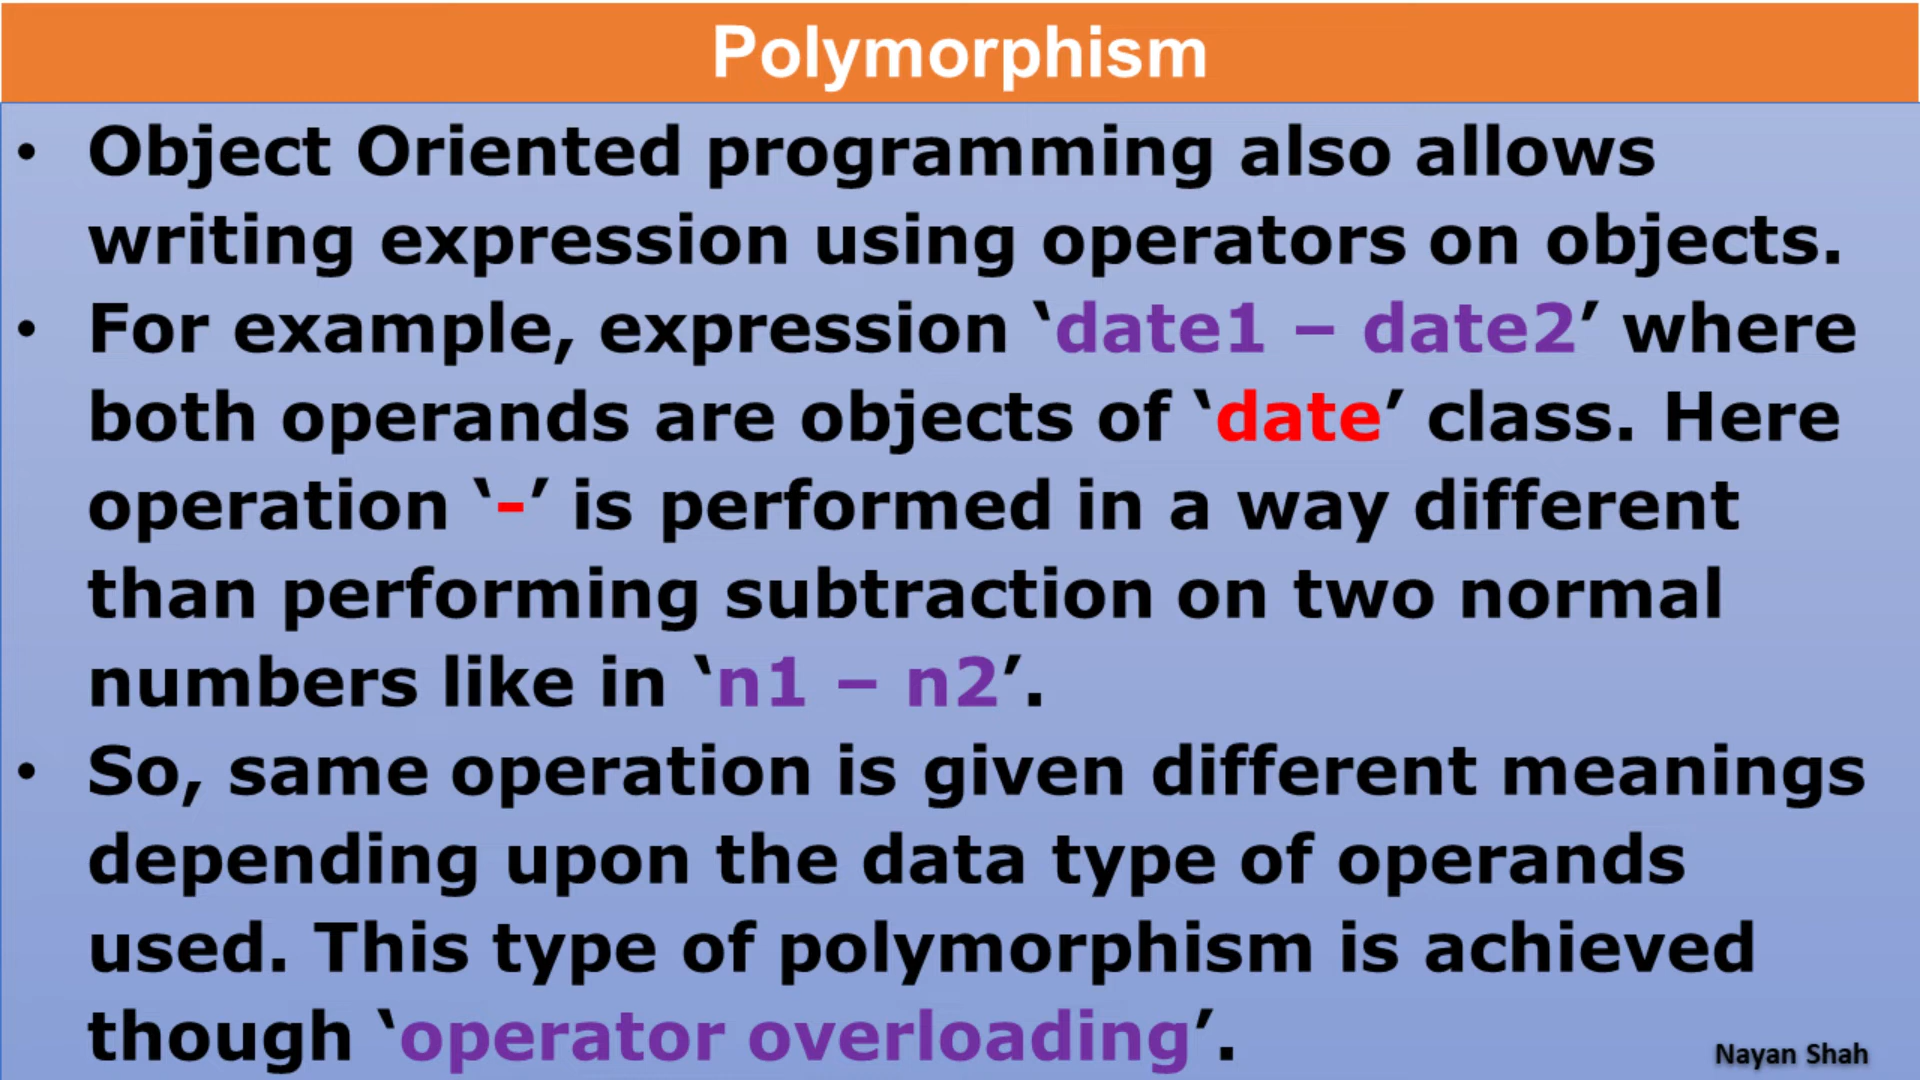 Polymorphism
• Object Oriented programming also allows
writing expression using operators on objects.
• For example, expression ‘date1 – date2’ where
both operands are objects of ‘date’ class. Here
operation ‘-’ is performed in a way different
than performing subtraction on two normal
numbers like in ‘n1 – n2’.
• So, same operation is given different meanings
depending upon the data type of operands
used. This type of polymorphism is achieved
though ‘operator overloading’.
Nayan Shah